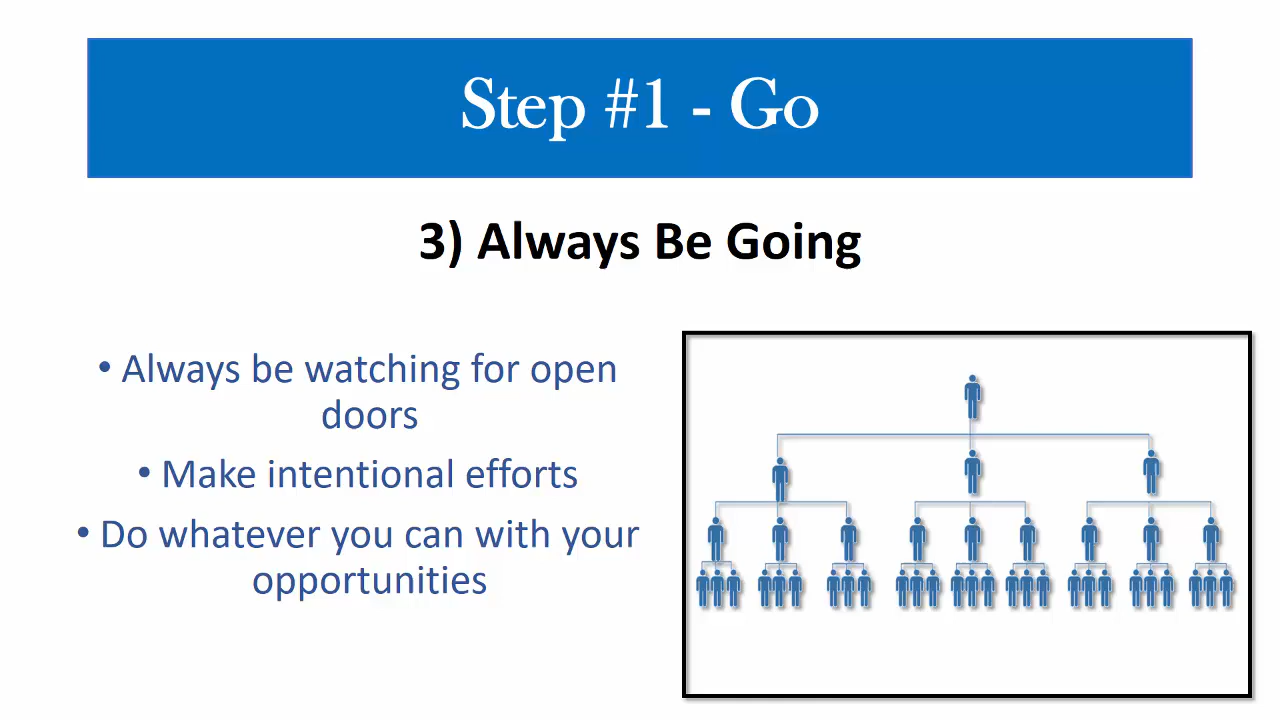 Step #1 - Go
3) Always Be Going
• Always be watching for open
doors
• Make intentional efforts
• Do whatever you can with your
opportunities